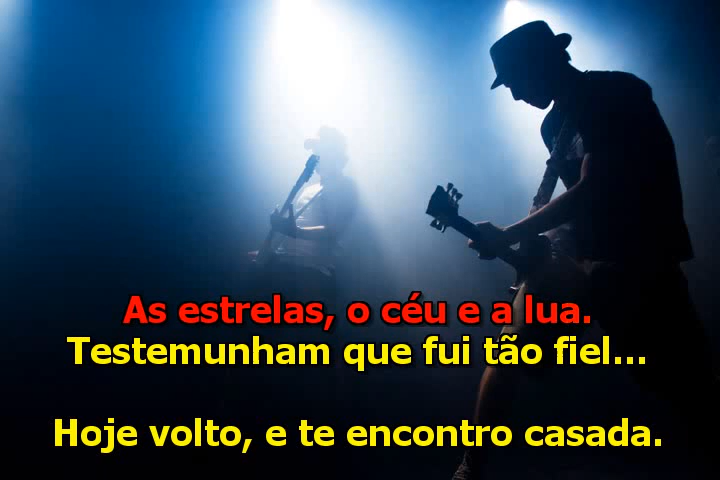 As estrelas, o céu e a lua.
Testemunham que fui tão fiel...
Hoje volto, e te encontro casada.